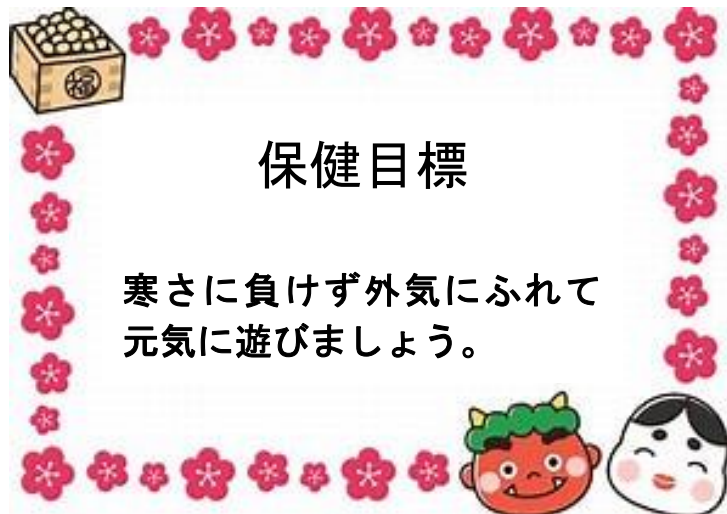 福
保健目標
寒さに負けず外気にふれて
元気に遊びましょう。